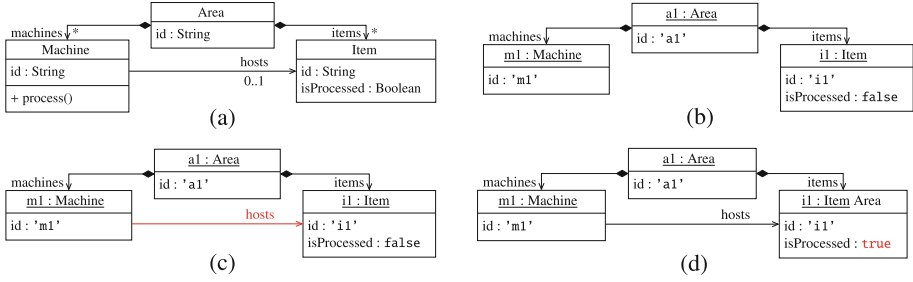 Area
id : String
machines *
items *
Machine
id : String
+ process()
hosts
0..1
Item
id : String
isProcessed : Boolean
(a)
a1 : Area
id : 'a1'
machines
items
m1 : Machine
id : 'm1'
i1 : Item
id : 'i1'
isProcessed : false
(b)
a1 : Area
id : 'a1'
machines
items
m1 : Machine
id : 'm1'
hosts
i1 : Item
id : 'i1'
isProcessed : false
(c)
a1 : Area
id : 'a1'
machines
items
m1 : Machine
id : 'm1'
hosts
i1 : Item Area
id : 'i1'
isProcessed : true
(d)